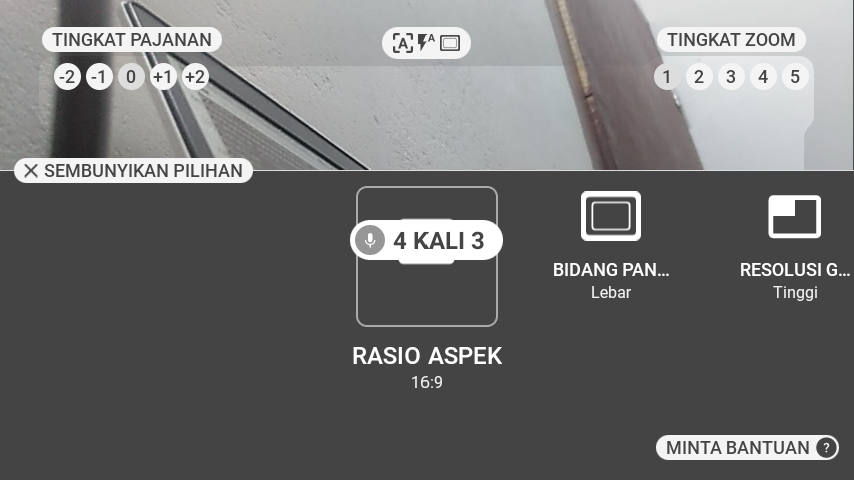 TINGKAT PAJANAN
A
A
TINGKAT ZOOM
-2 -1 0 +1 +2
1 2 3 4 5
SEMBUNYIKAN PILIHAN
4 KALI 3
BIDANG PAN...
Lebar
RESOLUSI G...
Tinggi
RASIO ASPEK
16:9
MINTA BANTUAN ?